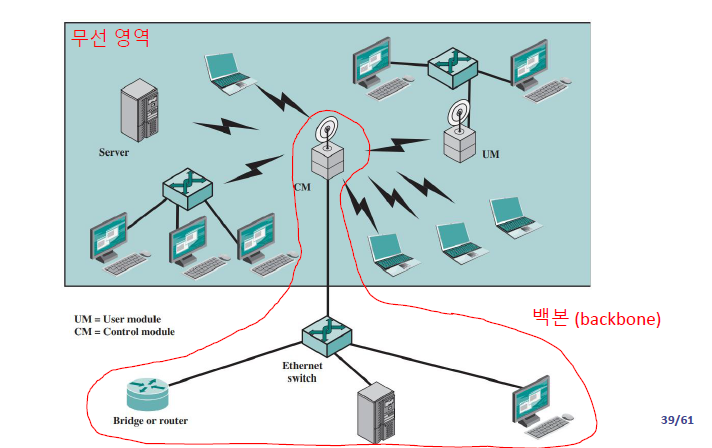 무선 영역
Server
CM
UM
UM = User module
CM = Control module
백본 (backbone)
Ethernet
switch
Bridge or router
39/61